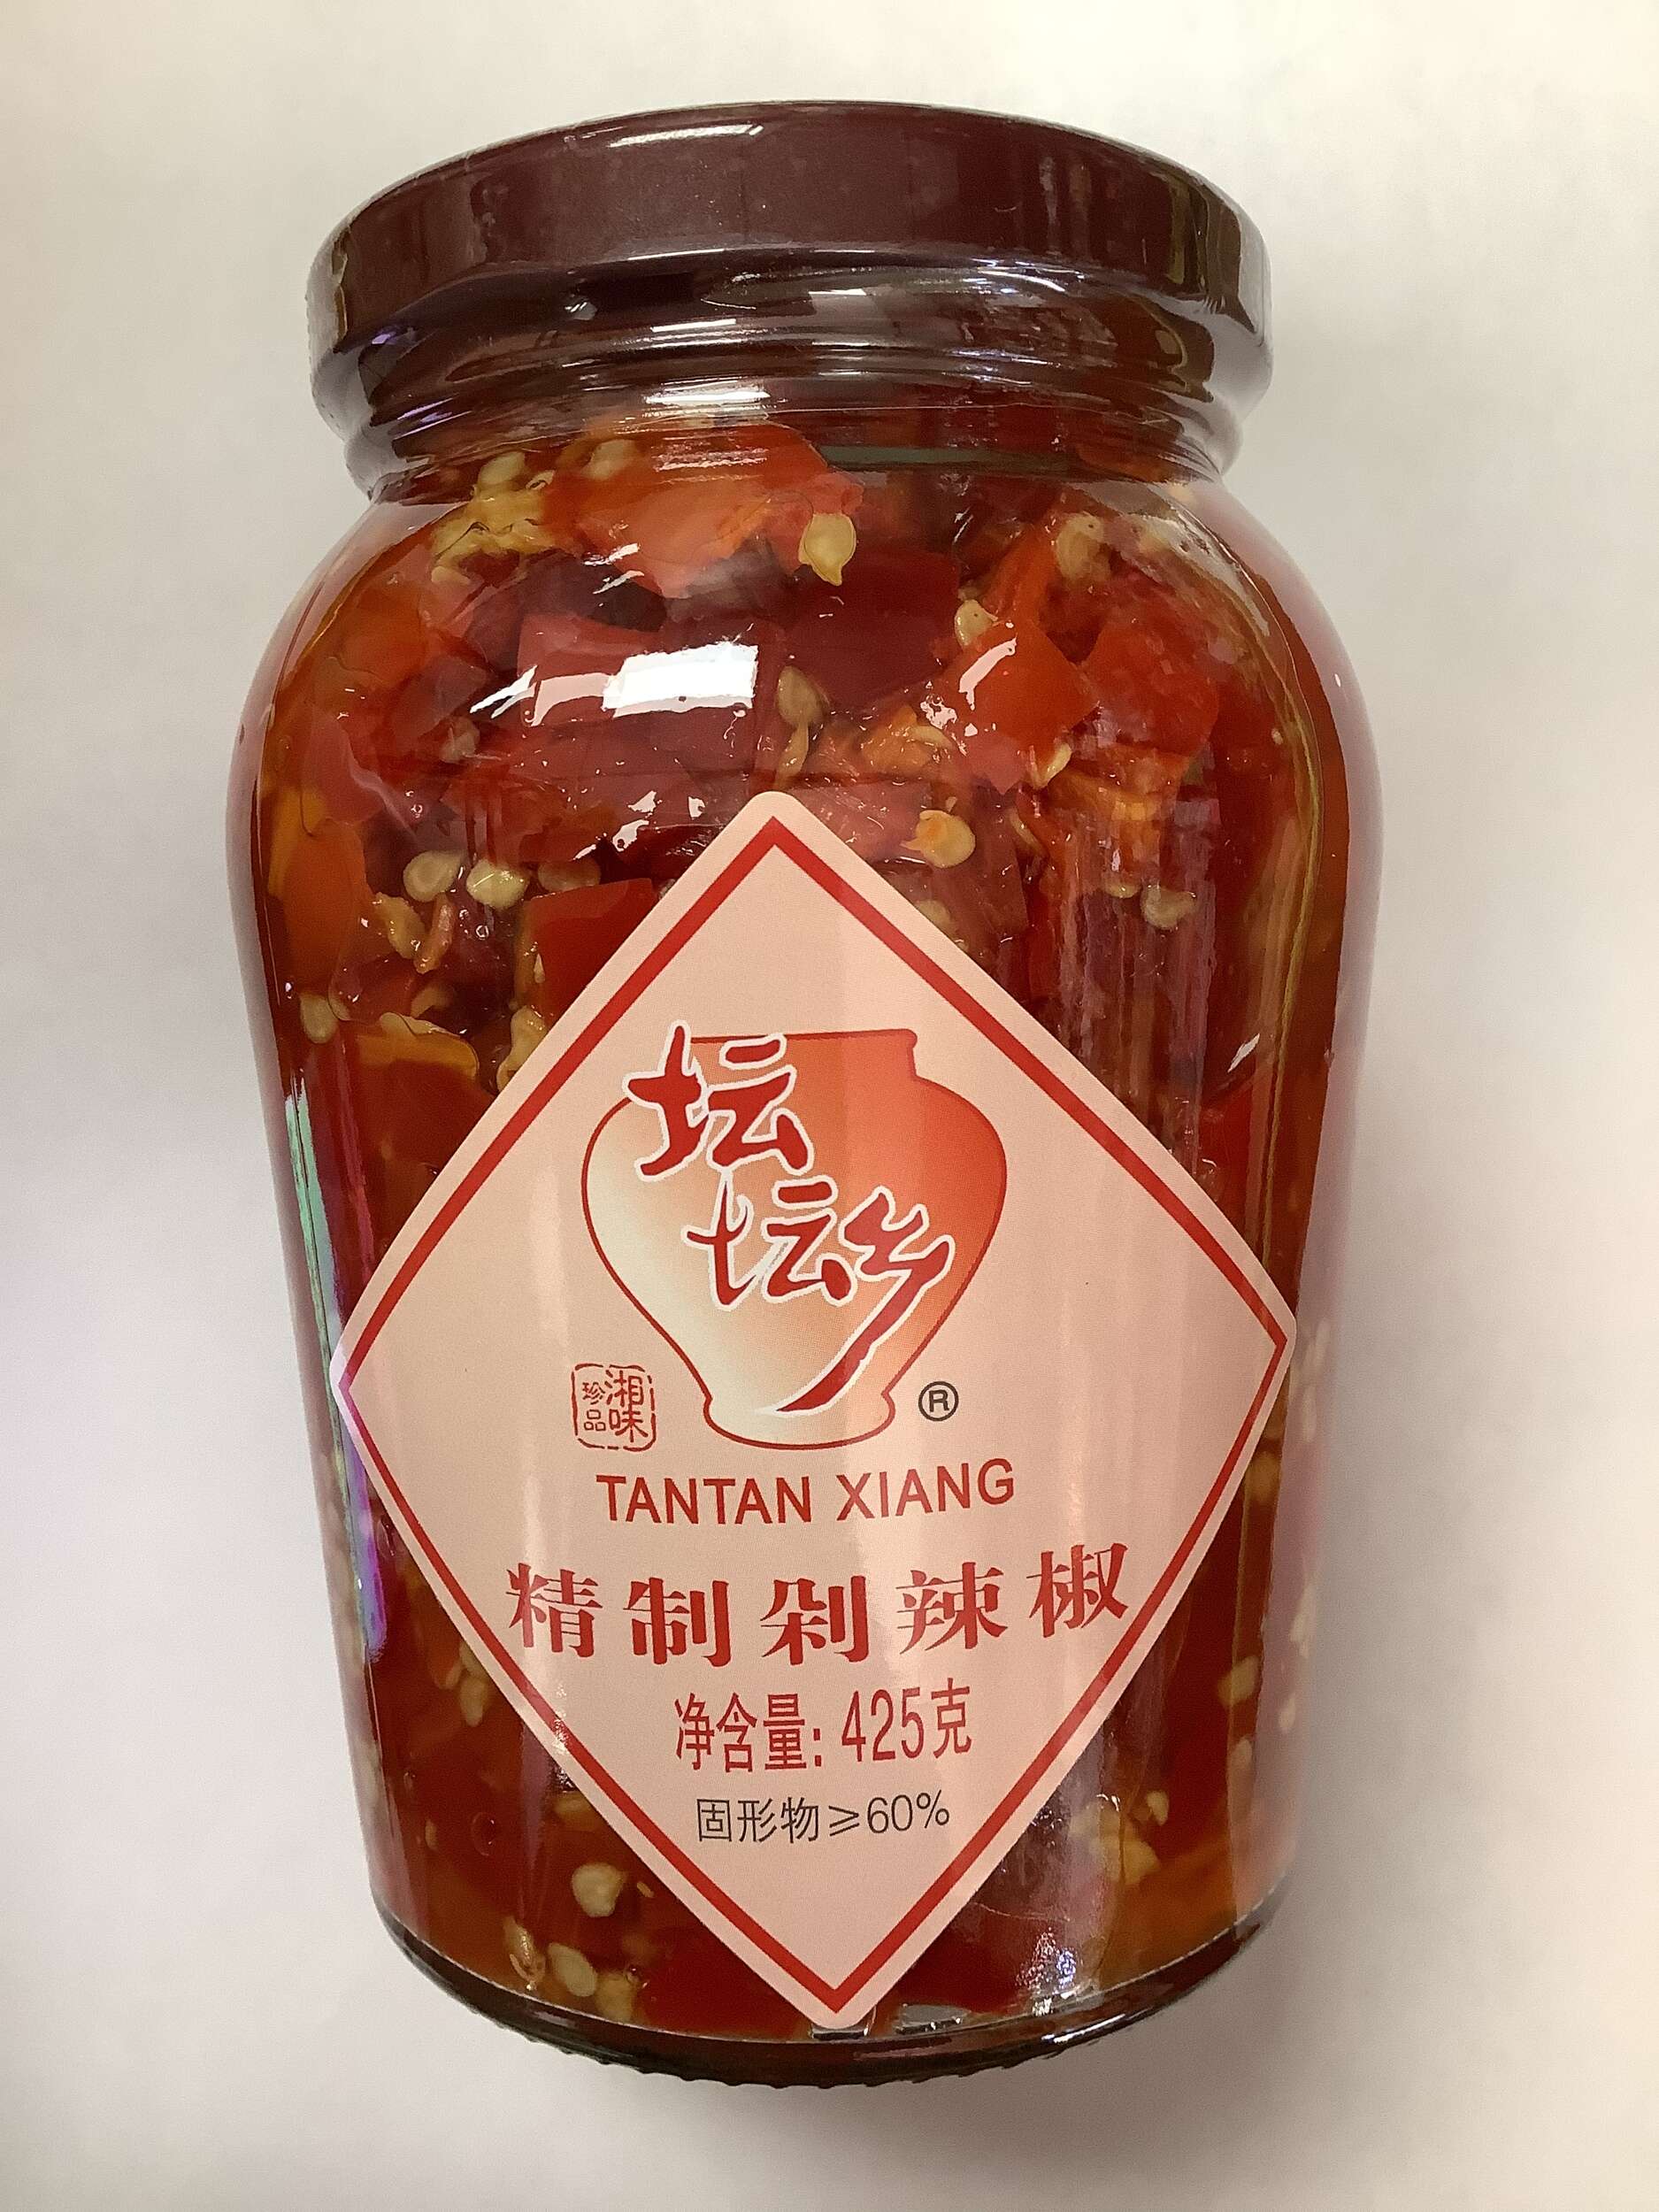 坛
坛乡
湘味
珍品
®
TANTAN XIANG
精制剁辣椒
净含量: 425克
固形物≥60%